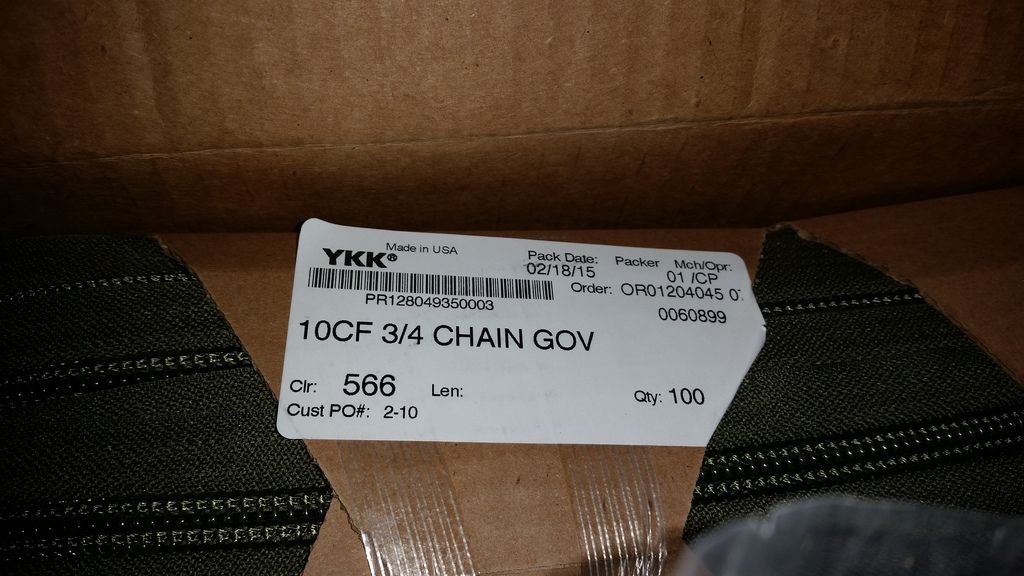 Made in USA
YKK®
Pack Date: Packer Mch/Opr:
02/18/15 01 /CP
PR128049350003
Order: OR01204045 0
0060899
10CF 3/4 CHAIN GOV
Clr: 566 Len: Qty: 100
Cust PO#: 2-10